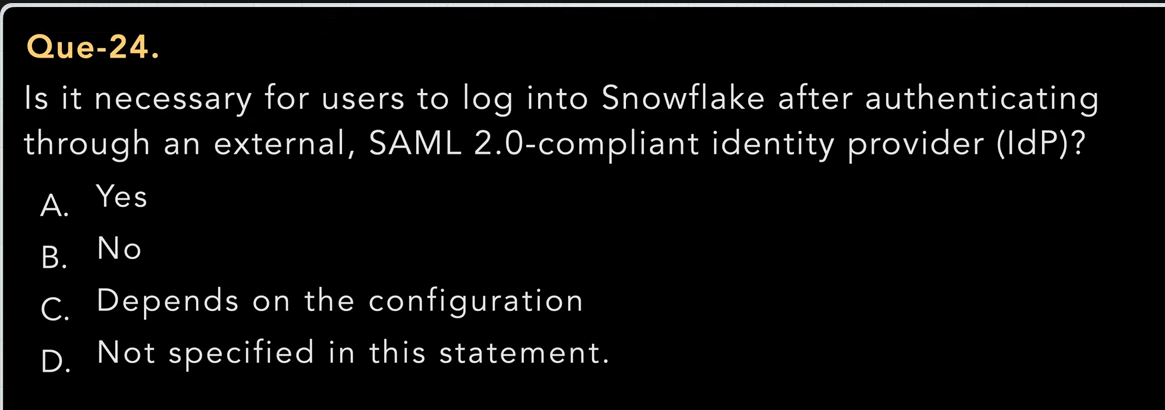 Que-24.
Is it necessary for users to log into Snowflake after authenticating
through an external, SAML 2.0-compliant identity provider (IdP)?
A. Yes
B. No
C. Depends on the configuration
D. Not specified in this statement.